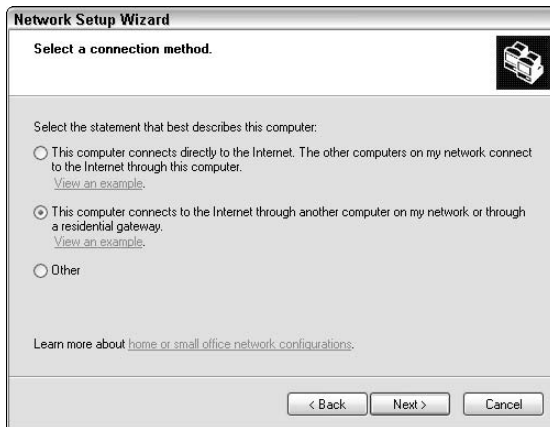 Network Setup Wizard
Select a connection method.
Select the statement that best describes this computer:
This computer connects directly to the Internet. The other computers on my network connect
to the Internet through this computer.
View an example.
This computer connects to the Internet through another computer on my network or through
a residential gateway.
View an example.
Other
Learn more about home or small office network configurations.
< Back Next > Cancel